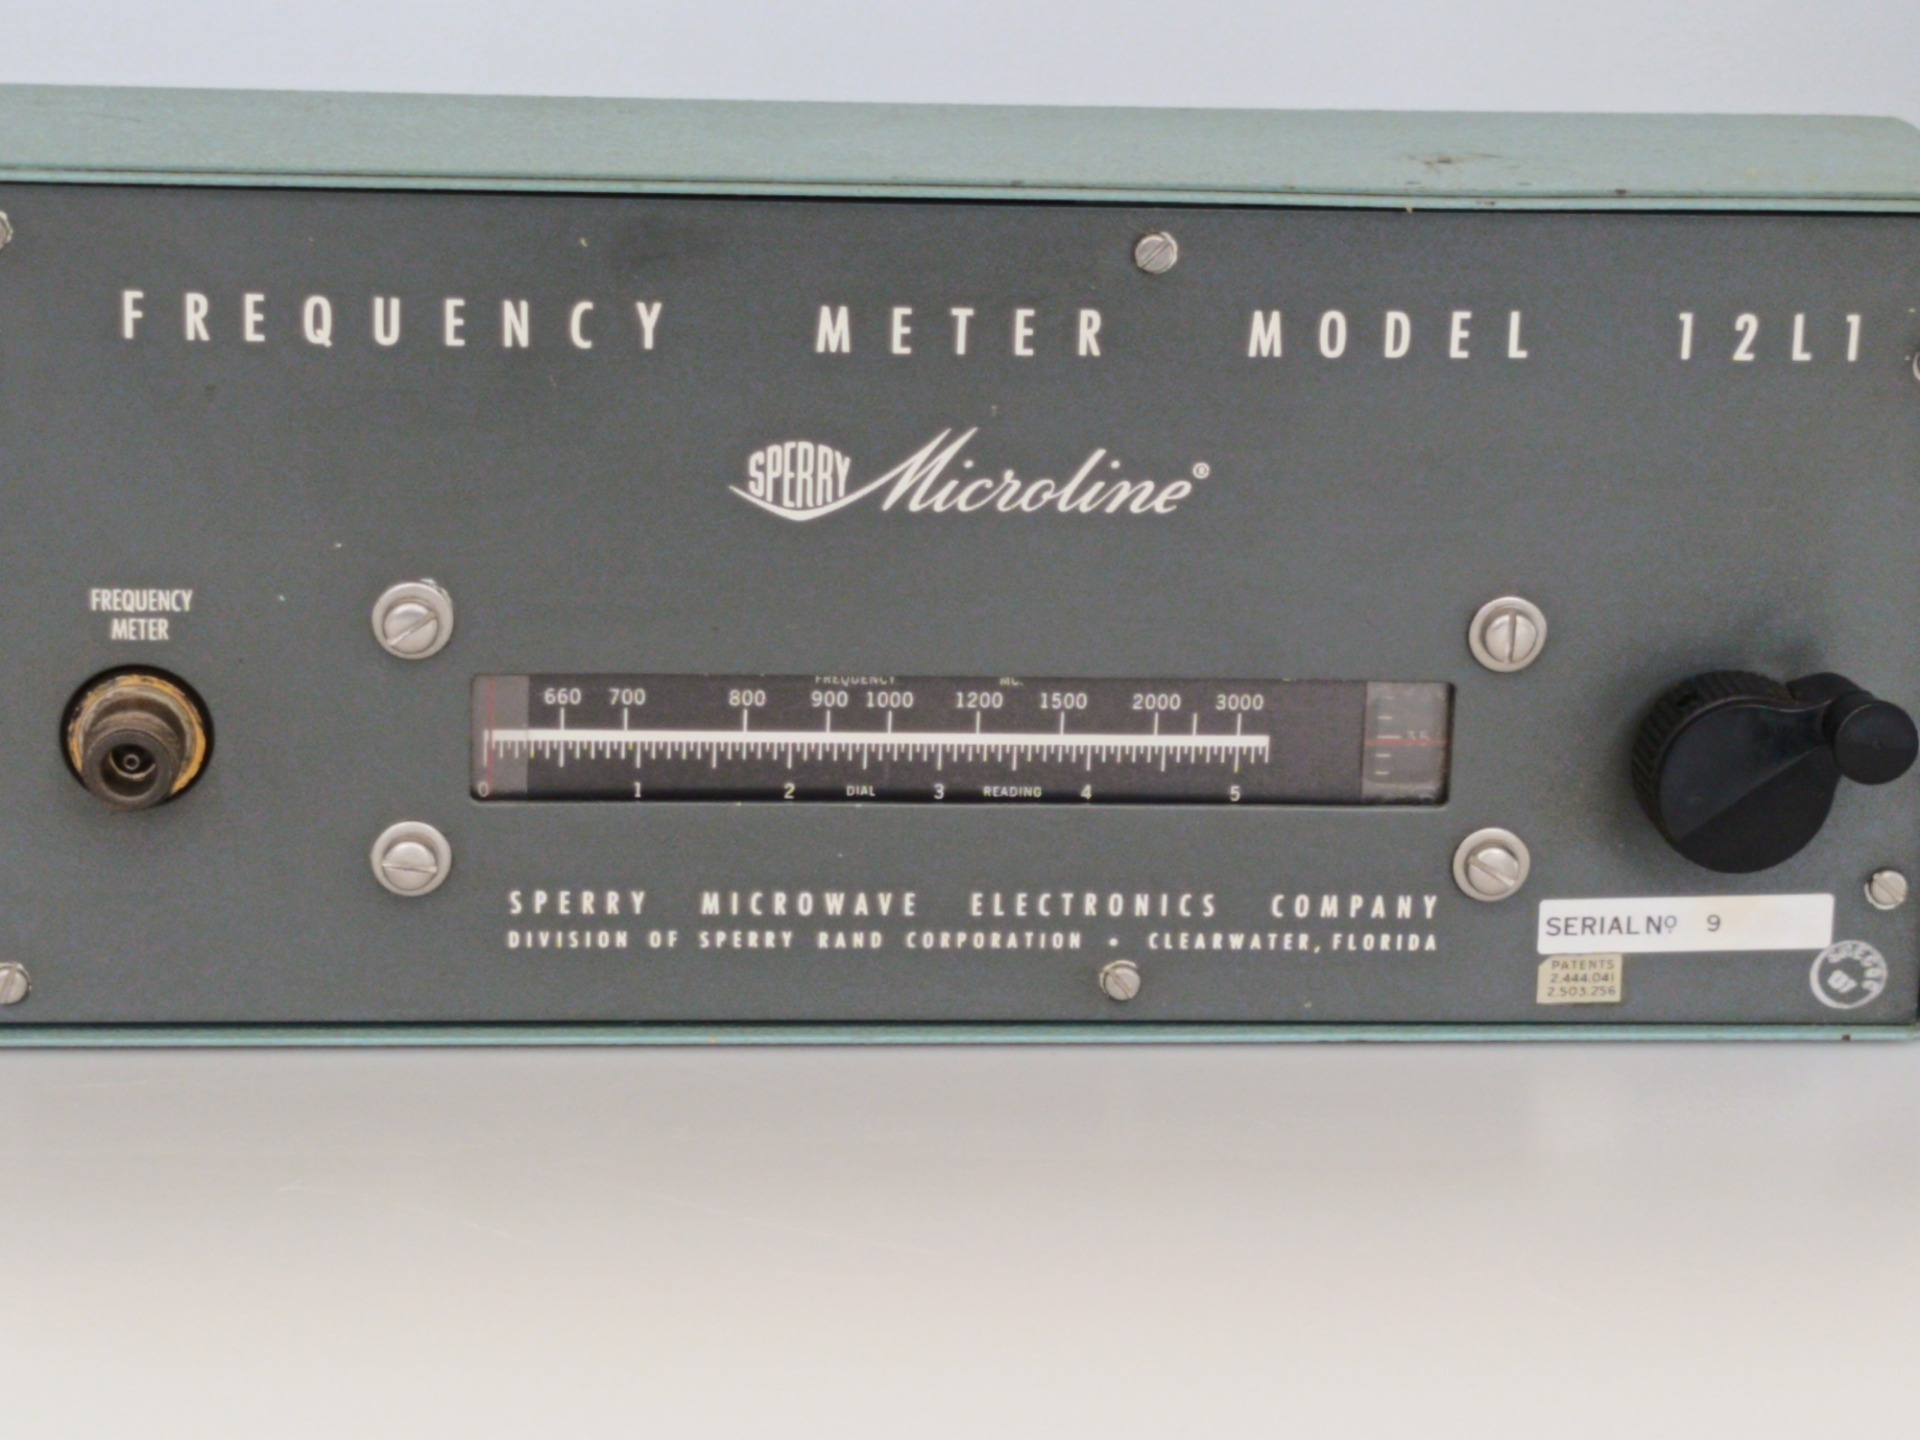 FREQUENCY METER MODEL 12L1
SPERRY Microline®
FREQUENCY
METER
FREQUENCY MC.
660 700 800 900 1000 1200 1500 2000 3000
35
0 1 2 DIAL 3 READING 4 5
SPERRY MICROWAVE ELECTRONICS COMPANY
DIVISION OF SPERRY RAND CORPORATION • CLEARWATER, FLORIDA
SERIAL Nº 9
PATENTS
2.444.041
2.503.256